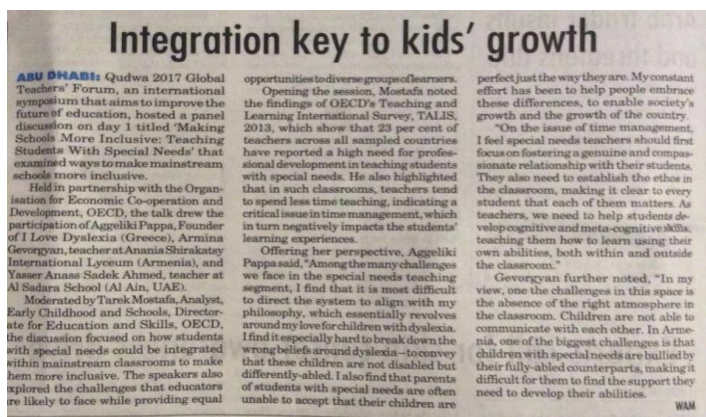 Integration key to kids' growth
ABU DHABI: Qudwa 2017 Global
Teachers' Forum, an international
symposium that aims to improve the
future of education, hosted a panel
discussion on day 1 titled 'Making
Schools More Inclusive: Teaching
Students With Special Needs' that
examined ways to make mainstream
schools more inclusive.
Held in partnership with the Organ-
isation for Economic Co-operation and
Development, OECD, the talk drew the
participation of Aggeliki Pappa, Founder
of I Love Dyalexia (Greece), Armina
Gevorgyan, teacher at Anania Shirakatsy
International Lyceum (Armenia), and
Yasser Anass Sadek Ahmed, teacher at
Al Sadara School (Al Ain, UAE).
Moderated by Tarek Mostafa, Analyst,
Early Childhood and Schools, Director-
ate for Education and Skills, OECD,
the discussion focused on how students
with special needs could be integrated
within mainstream classrooms to make
them more inclusive. The speakers also
explored the challenges that educators
are likely to face while providing equal
opportunities to diverse groups of learners.
Opening the session, Mostafa noted
the findings of OECD's Teaching and
Learning International Survey, TALIS,
2013, which show that 23 per cent of
teachers across all sampled countries
have reported a high need for profes-
sional development in teaching students
with special needs. He also highlighted
that in such classrooms, teachers tend
to spend less time teaching, indicating a
critical issue in time management, which
in turn negatively impacts the students'
learning experiences.
Offering her perspective, Aggeliki
Pappa said, "Among the many challenges
we face in the special needs teaching
segment, I find that it is most difficult
to direct the system to align with my
philosophy, which essentially revolves
around my love for children with dyslexia.
I find it especially hard to break down the
wrong beliefs around dyslexia – to convey
that these children are not disabled but
differently-abled. I also find that parents
of students with special needs are often
unable to accept that their children are
perfect just the way they are. My constant
effort has been to help people embrace
these differences, to enable society's
growth and the growth of the country.
"On the issue of time management,
I feel special needs teachers should first
focus on fostering a genuine and compas-
sionate relationship with their students.
They also need to establish the ethos in
the classroom, making it clear to every
student that each of them matters. As
teachers, we need to help students de-
velop cognitive and meta-cognitive skills,
teaching them how to learn using their
own abilities, both within and outside
the classroom."
Gevorgyan further noted, "In my
view, one the challenges in this space is
the absence of the right atmosphere in
the classroom. Children are not able to
communicate with each other. In Arme-
nia, one of the biggest challenges is that
children with special needs are bullied by
their fully-abled counterparts, making it
difficult for them to find the support they
need to develop their abilities.
WAM